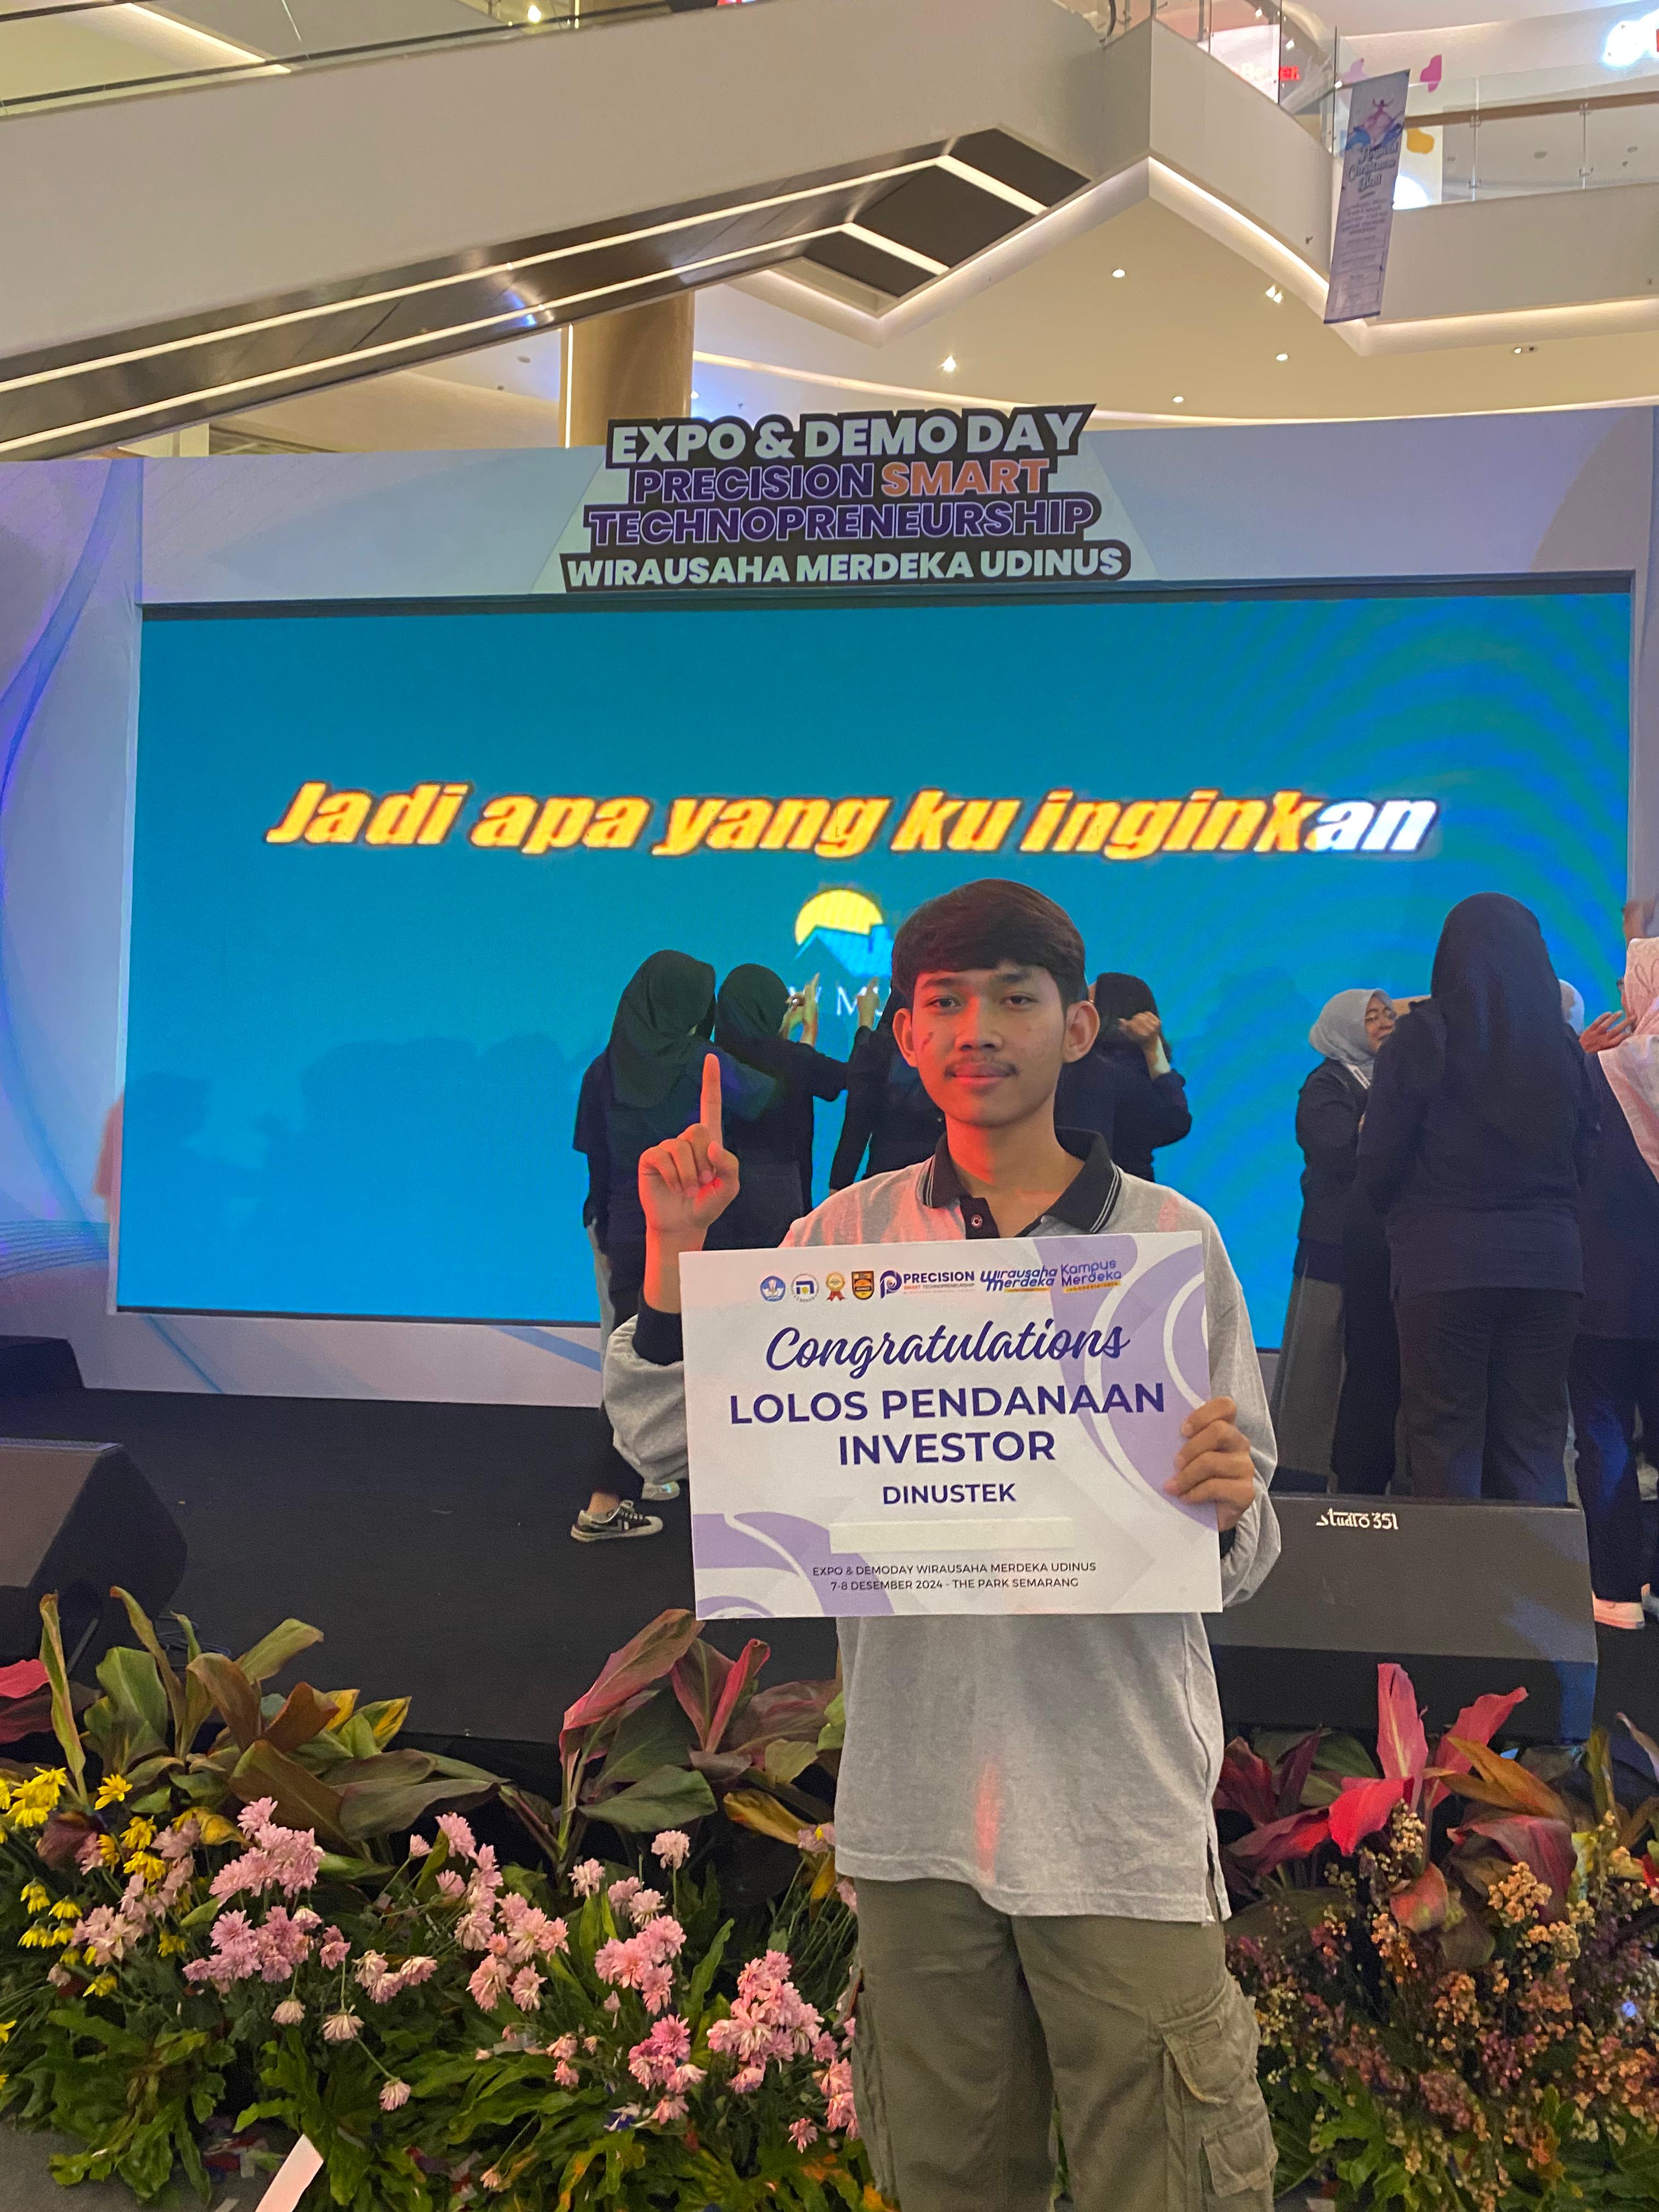 EXPO & DEMO DAY
PRECISION SMART
TECHNOPRENEURSHIP
WIRAUSAHA MERDEKA UDINUS
Jadi apa yang ku inginkan
PRECISION
SMART TECHNOPRENEURSHIP
Wirausaha
Merdeka
Kampus
Merdeka
Congratulations
LOLOS PENDANAAN
INVESTOR
DINUSTEK
EXPO & DEMODAY WIRAUSAHA MERDEKA UDINUS
7-8 DESEMBER 2024 - THE PARK SEMARANG
Studio 351